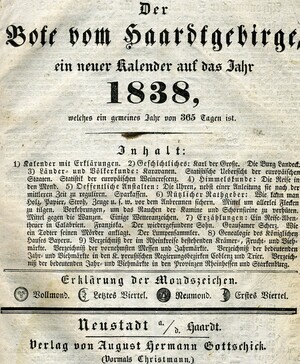 Der
Bote vom Haardtgebirge,
ein neuer Kalender auf das Jahr
1838,
welches ein gemeines Jahr von 365 Tagen ist.
Inhalt:
1) Kalender mit Erklärungen. 2) Geschichtliches: Karl der Große. Die Burg Landeck.
3) Länder- und Völkerkunde: Karavanen. Statistische Uebersicht der europäischen
Staaten. Statistik der europäischen Weinerzeug. 4) Himmelskunde: Die Reise in
den Mond. 5) Oeffentliche Anstalten: Die Uhren, nebst einer Anleitung sie nach der
mittleren Zeit zu reguliren. Sparkassen. 6) Nützlicher Rathgeber: Wie kann man
Holz, Papier, Stroh, Zeuge u. s. w. vor dem Anbrennen sichern. Mittel um allerlei Flecken
zu tilgen. Vorkehrungen, um das Rauchen der Kamine und Schörnsteine zu verhüten.
Mittel gegen die Wanzen. Einige Witterungszeichen. 7) Erzählungen: Ein Reise-Aben-
theuer in Calabrien. Franziska. Der wiedergefundene Sohn. Grausamer Scherz. Wie
ein Todter seinen Mörder anklagt. Der Traumspiegel. 8) Genealogie des Königlichen
Hauses Bayern. 9) Verzeichniß der im Rheinkreise bestehenden Krämer-, Frucht- und Vieh-
märkte. Verzeichniß der vornehmsten Messen und Jahrmärkte. Verzeichniß der bedeutenden
Jahr- und Viehmärkte in den K. preußischen Regierungsbezirken Coblenz und Trier. Verzeich-
niß der bedeutenden Jahr- und Viehmärkte in den Provinzen Rheinhessen und Starkenburg.
Erklärung der Mondszeichen.
Vollmond. Letztes Viertel. Neumond. Erstes Viertel.
Neustadt a./d. Haardt.
Verlag von August Hermann Gottschick.
(Vormals Christmann.)